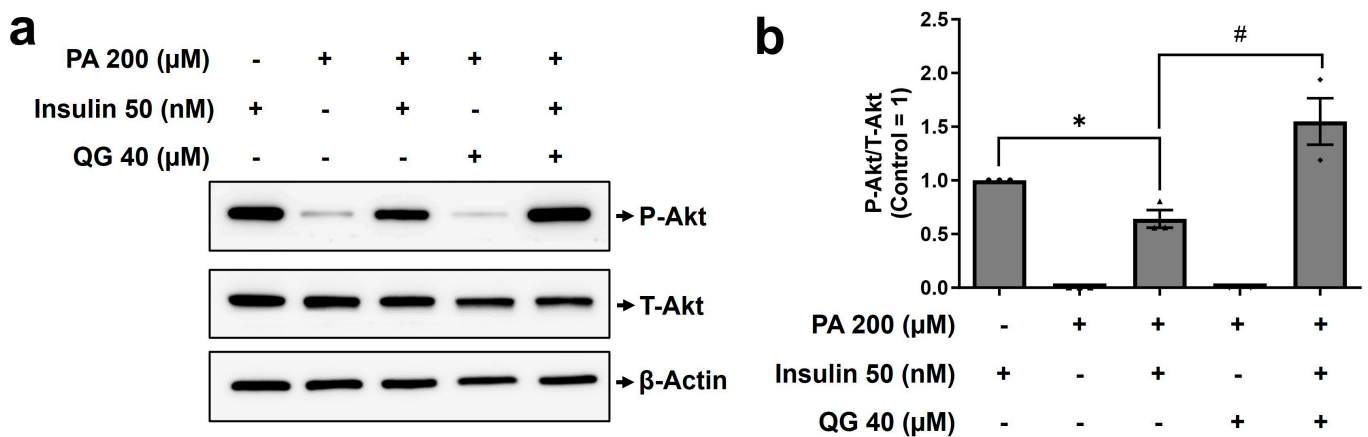 a
PA 200 (µM) - + + + +
Insulin 50 (nM) + - + - +
QG 40 (µM) - - - + +
P-Akt
T-Akt
β-Actin
b
P-Akt/T-Akt
(Control = 1)
2.5
2.0
1.5
1.0
0.5
0.0
*
#
PA 200 (µM) - + + + +
Insulin 50 (nM) + - + - +
QG 40 (µM) - - - + +